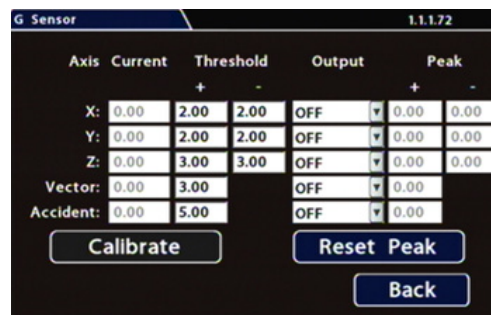 G Sensor 1.1.1.72
Axis Current Threshold Output Peak
+ - + -
X: 0.00 2.00 2.00 OFF 0.00 0.00
Y: 0.00 2.00 2.00 OFF 0.00 0.00
Z: 0.00 3.00 3.00 OFF 0.00 0.00
Vector: 0.00 3.00 OFF 0.00
Accident: 0.00 5.00 OFF 0.00
Calibrate Reset Peak
Back